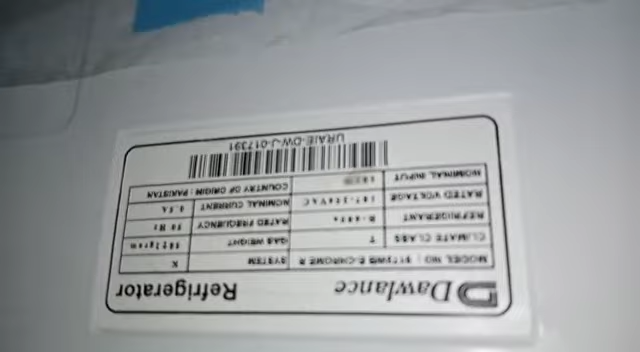 Dawlance Refrigerator
MODEL NO : SYSTEM K
CLIMATE CLASS T GAS WEIGHT
REFRIGERANT RATED FREQUENCY 50 Hz
RATED VOLTAGE NOMINAL CURRENT
NOMINAL INPUT COUNTRY OF ORIGIN : PAKISTAN
URAIE-DW-J-017391